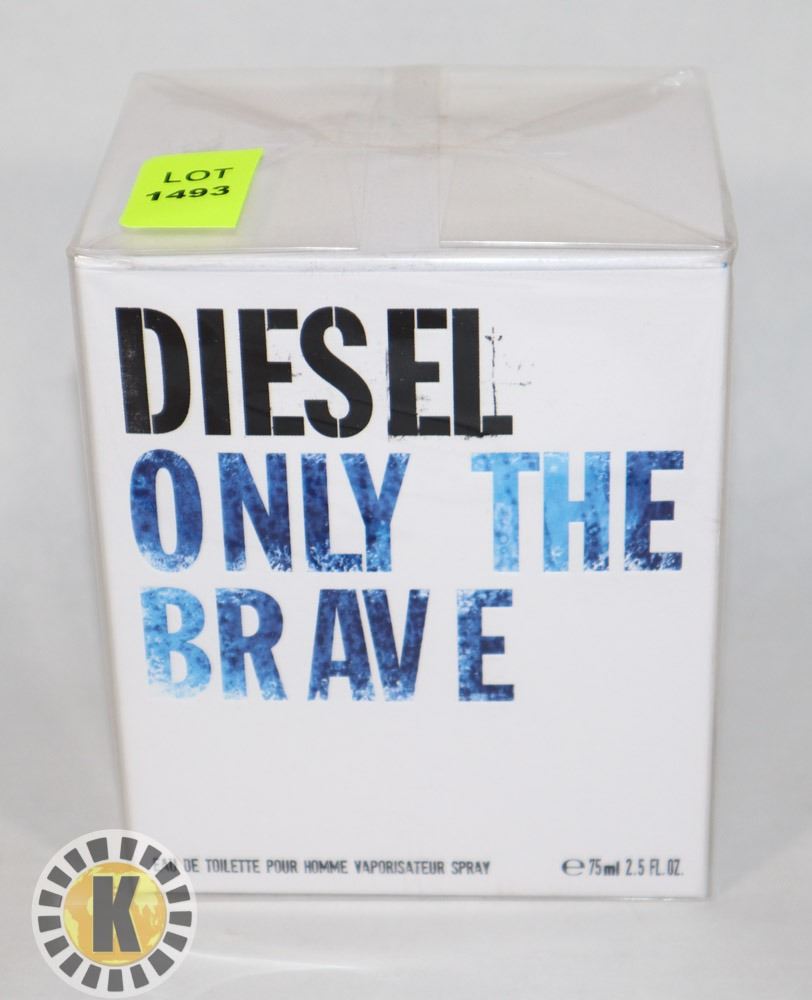 LOT
1493
DIESEL
ONLY THE
BRAVE
EAU DE TOILETTE POUR HOMME VAPORISATEUR SPRAY
℮ 75ml 2.5 FL.OZ.
K